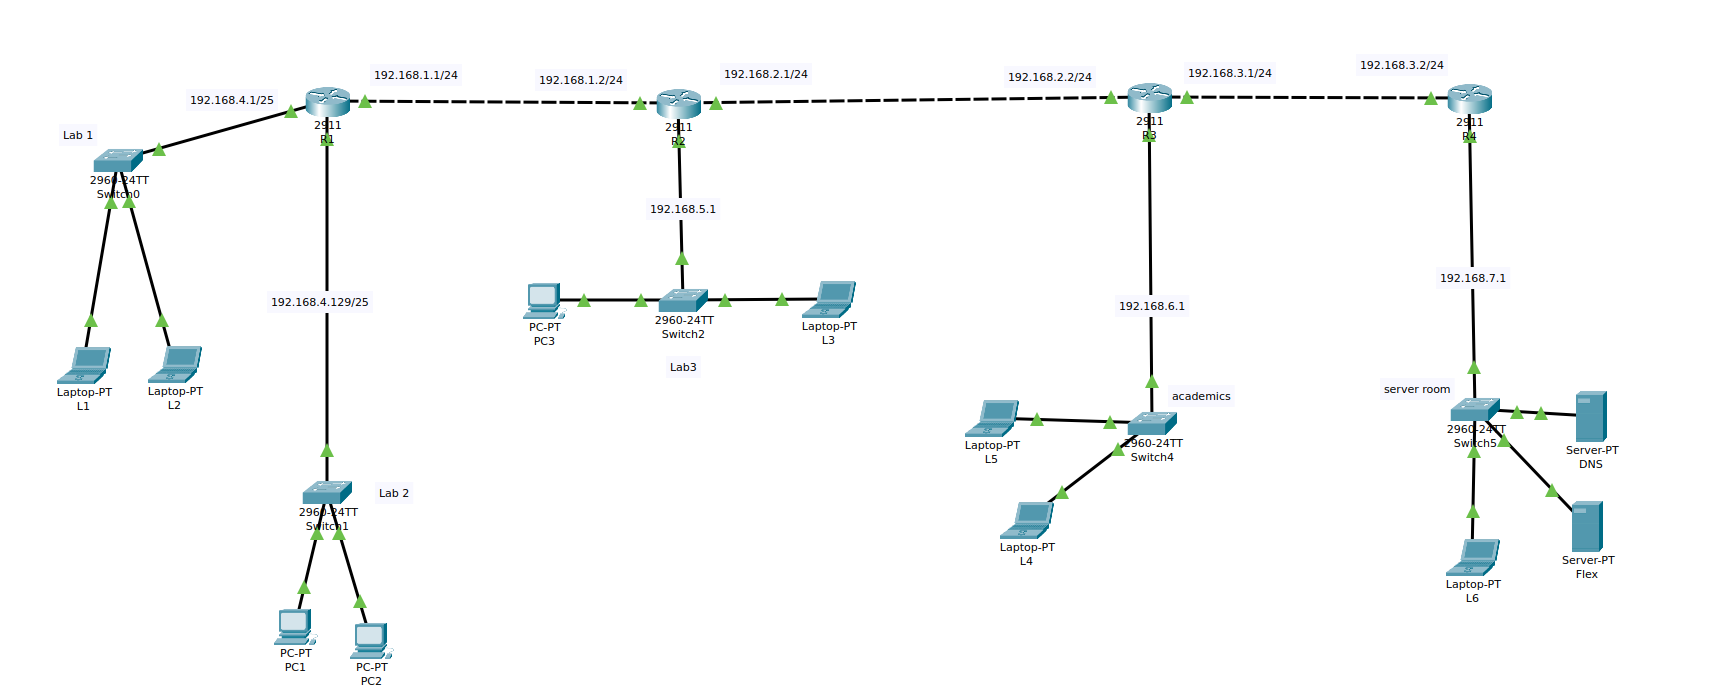 192.168.1.1/24
192.168.1.2/24
192.168.2.1/24
192.168.2.2/24
192.168.3.1/24
192.168.3.2/24
192.168.4.1/25
2911
R1
2911
R2
2911
R3
2911
R4
Lab 1
2960-24TT
Switch0
192.168.5.1
192.168.4.129/25
192.168.6.1
192.168.7.1
PC-PT
PC3
2960-24TT
Switch2
Laptop-PT
L3
Lab3
Laptop-PT
L1
Laptop-PT
L2
server room
academics
Laptop-PT
L5
2960-24TT
Switch4
2960-24TT
Switch5
Server-PT
DNS
Lab 2
2960-24TT
Switch1
Laptop-PT
L4
Server-PT
Flex
Laptop-PT
L6
PC-PT
PC1
PC-PT
PC2